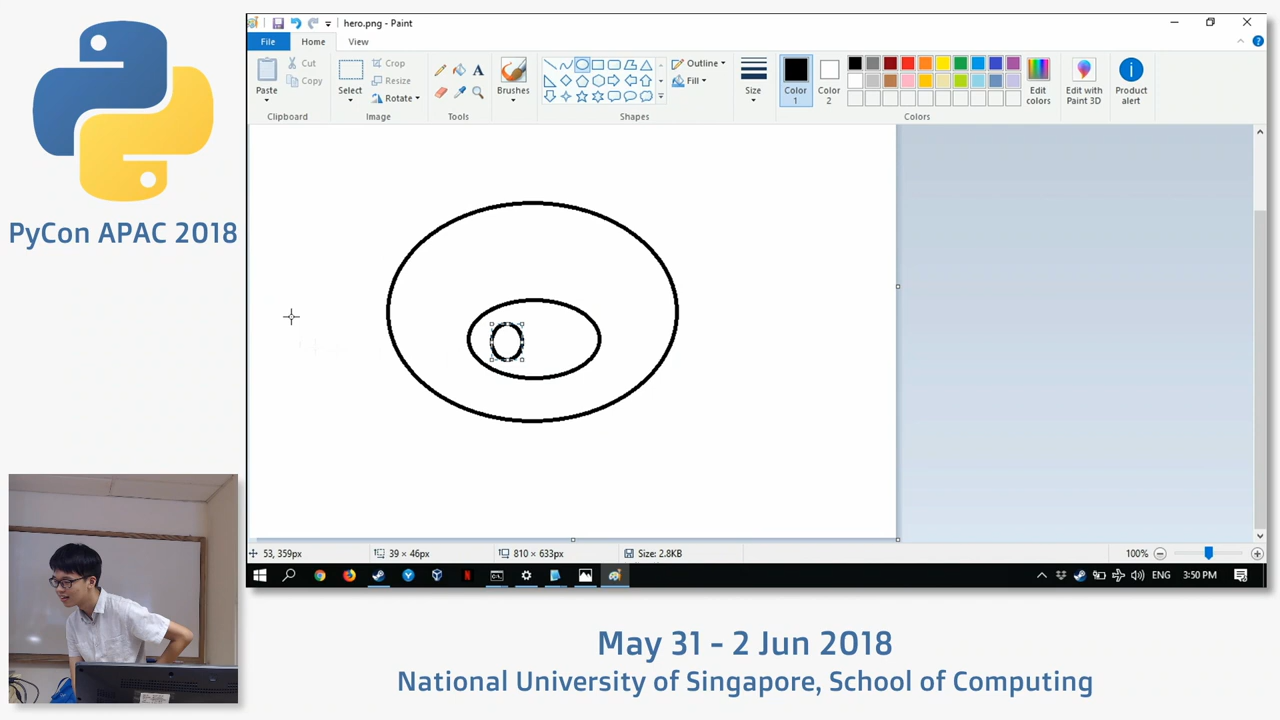 hero.png - Paint
File
Home
View
Paste
Cut
Copy
Clipboard
Select
Crop
Resize
Rotate
Image
A
Tools
Brushes
Shapes
Outline
Fill
Size
Color 1
Color 2
Edit colors
Colors
Edit with Paint 3D
Product alert
PyCon APAC 2018
53, 359px
39 × 46px
810 × 633px
Size: 2.8KB
100%
ENG
3:50 PM
May 31 - 2 Jun 2018
National University of Singapore, School of Computing